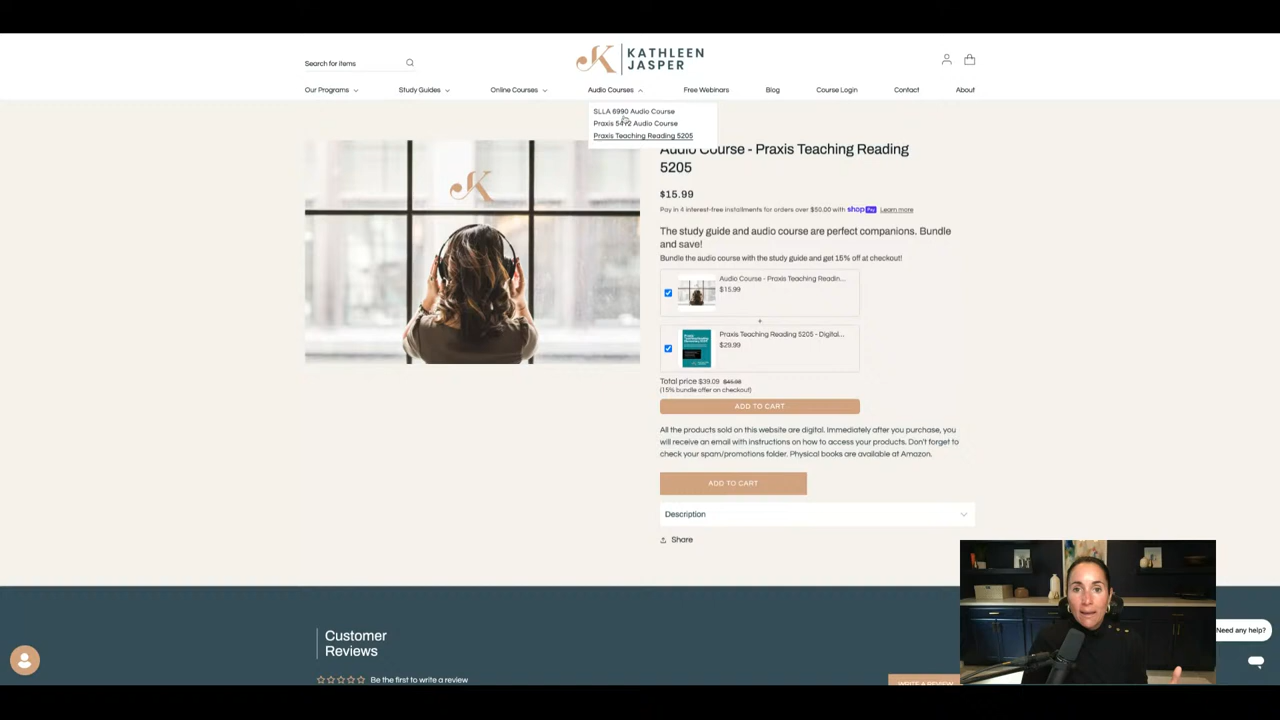 Search for items
KATHLEEN
JASPER
Our Programs
Study Guides
Online Courses
Audio Courses
Free Webinars
Blog
Course Login
Contact
About
SLLA 6990 Audio Course
Praxis 5412 Audio Course
Praxis Teaching Reading 5205
Audio Course - Praxis Teaching Reading
5205
$15.99
Pay in 4 interest-free installments for orders over $50.00 with shop Pay Learn more
The study guide and audio course are perfect companions. Bundle
and save!
Bundle the audio course with the study guide and get 15% off at checkout!
Audio Course - Praxis Teaching Readin...
$15.99
+
Praxis Teaching Reading 5205 - Digital...
$29.99
Total price $39.09 $45.98
(15% bundle offer on checkout)
ADD TO CART
All the products sold on this website are digital. Immediately after you purchase, you
will receive an email with instructions on how to access your products. Don't forget to
check your spam/promotions folder. Physical books are available at Amazon.
ADD TO CART
Description
Share
Customer
Reviews
Be the first to write a review
WRITE A REVIEW
Need any help?